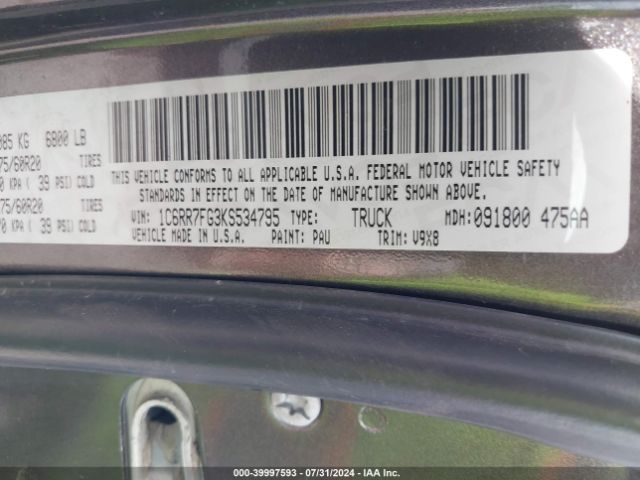 085 KG 6800 LB
75/60R20 TIRES
0 KPA ( 39 PSI) COLD
75/60R20 TIRES
0 KPA ( 39 PSI) COLD
THIS VEHICLE CONFORMS TO ALL APPLICABLE U.S.A. FEDERAL MOTOR VEHICLE SAFETY
STANDARDS IN EFFECT ON THE DATE OF MANUFACTURE SHOWN ABOVE.
VIN: 1C6RR7FG3KS534795 TYPE: TRUCK MDH: 091800 475AA
VEHICLE MADE IN U.S.A. PAINT: PAU TRIM: V9X8
000-39997593 - 07/31/2024 - IAA Inc.